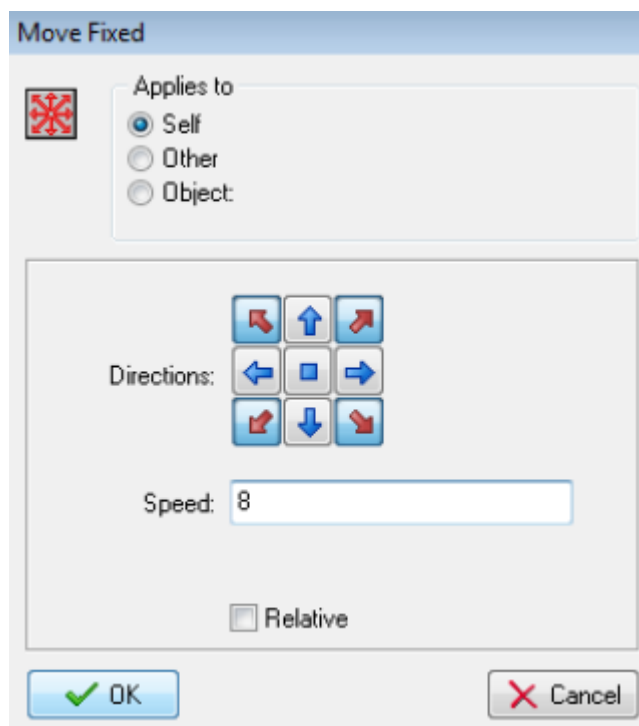 Move Fixed
Applies to
Self
Other
Object:
Directions:
Speed: 8
Relative
OK Cancel